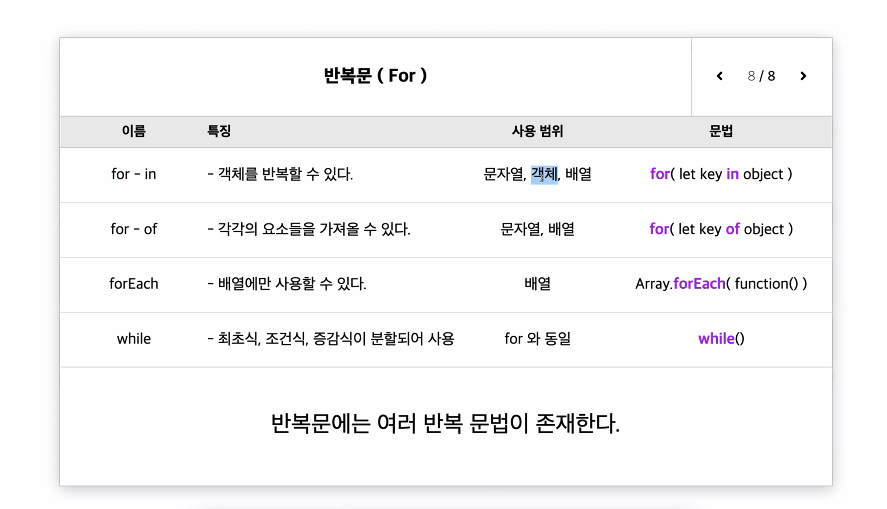 반복문 ( For )
8 / 8
이름 특징 사용 범위 문법
for - in - 객체를 반복할 수 있다. 문자열, 객체, 배열 for( let key in object )
for - of - 각각의 요소들을 가져올 수 있다. 문자열, 배열 for( let key of object )
forEach - 배열에만 사용할 수 있다. 배열 Array.forEach( function() )
while - 최초식, 조건식, 증감식이 분할되어 사용 for 와 동일 while()
반복문에는 여러 반복 문법이 존재한다.